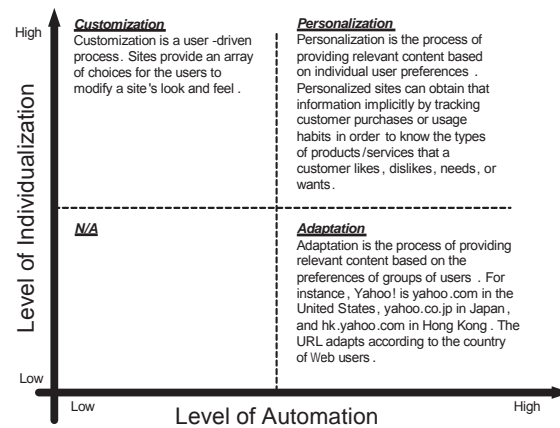 High
Customization
Customization is a user -driven
process. Sites provide an array
of choices for the users to
modify a site's look and feel .
Personalization
Personalization is the process of
providing relevant content based
on individual user preferences .
Personalized sites can obtain that
information implicitly by tracking
customer purchases or usage
habits in order to know the types
of products/services that a
customer likes, dislikes, needs, or
wants.
Level of Individualization
N/A
Adaptation
Adaptation is the process of providing
relevant content based on the
preferences of groups of users . For
instance, Yahoo! is yahoo.com in the
United States, yahoo.co.jp in Japan,
and hk.yahoo.com in Hong Kong. The
URL adapts according to the country
of Web users .
Low
Low
Level of Automation
High